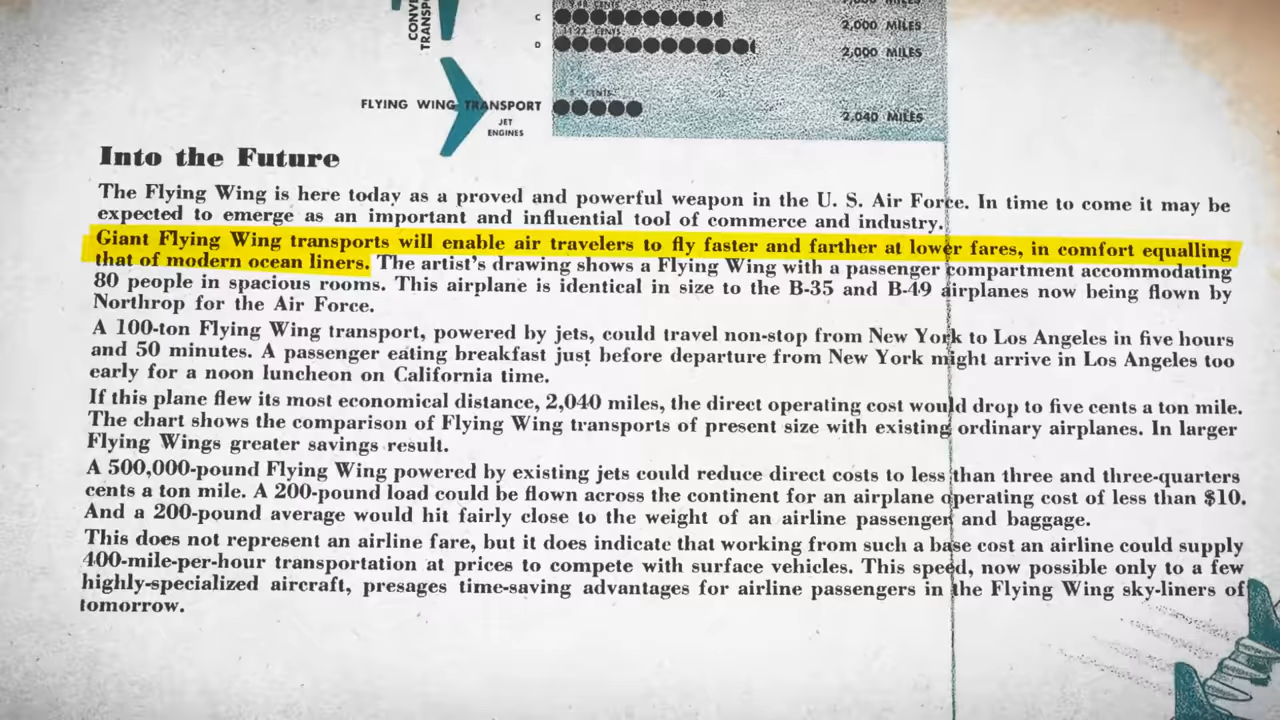 CONVE
TRANSP
C
2,000 MILES
D
2,000 MILES
FLYING WING TRANSPORT
JET
ENGINES
CENTS
2,040 MILES
Into the Future
The Flying Wing is here today as a proved and powerful weapon in the U. S. Air Force. In time to come it may be
expected to emerge as an important and influential tool of commerce and industry.
Giant Flying Wing transports will enable air travelers to fly faster and farther at lower fares, in comfort equalling
that of modern ocean liners. The artist's drawing shows a Flying Wing with a passenger compartment accommodating
80 people in spacious rooms. This airplane is identical in size to the B-35 and B-49 airplanes now being flown by
Northrop for the Air Force.
A 100-ton Flying Wing transport, powered by jets, could travel non-stop from New York to Los Angeles in five hours
and 50 minutes. A passenger eating breakfast just before departure from New York might arrive in Los Angeles too
early for a noon luncheon on California time.
If this plane flew its most economical distance, 2,040 miles, the direct operating cost would drop to five cents a ton mile.
The chart shows the comparison of Flying Wing transports of present size with existing ordinary airplanes. In larger
Flying Wings greater savings result.
A 500,000-pound Flying Wing powered by existing jets could reduce direct costs to less than three and three-quarters
cents a ton mile. A 200-pound load could be flown across the continent for an airplane operating cost of less than $10.
And a 200-pound average would hit fairly close to the weight of an airline passenger and baggage.
This does not represent an airline fare, but it does indicate that working from such a base cost an airline could supply
400-mile-per-hour transportation at prices to compete with surface vehicles. This speed, now possible only to a few
highly-specialized aircraft, presages time-saving advantages for airline passengers in the Flying Wing sky-liners of
tomorrow.